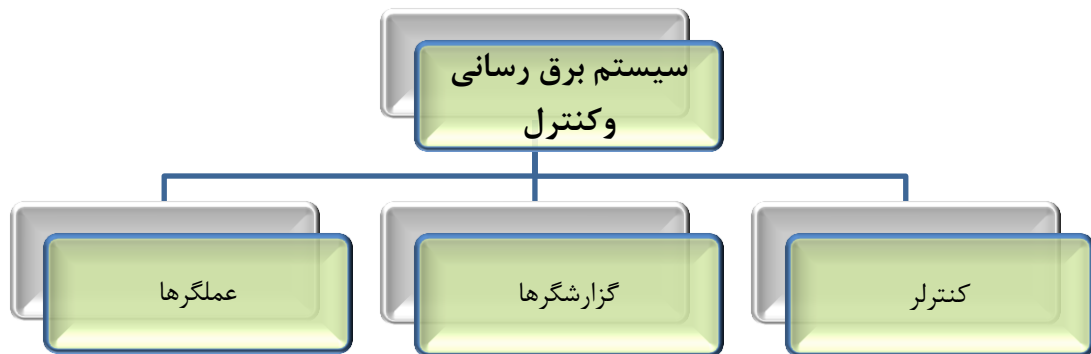 سیستم برق رسانی
وکنترل
کنترلر
گزارشگرها
عملگرها